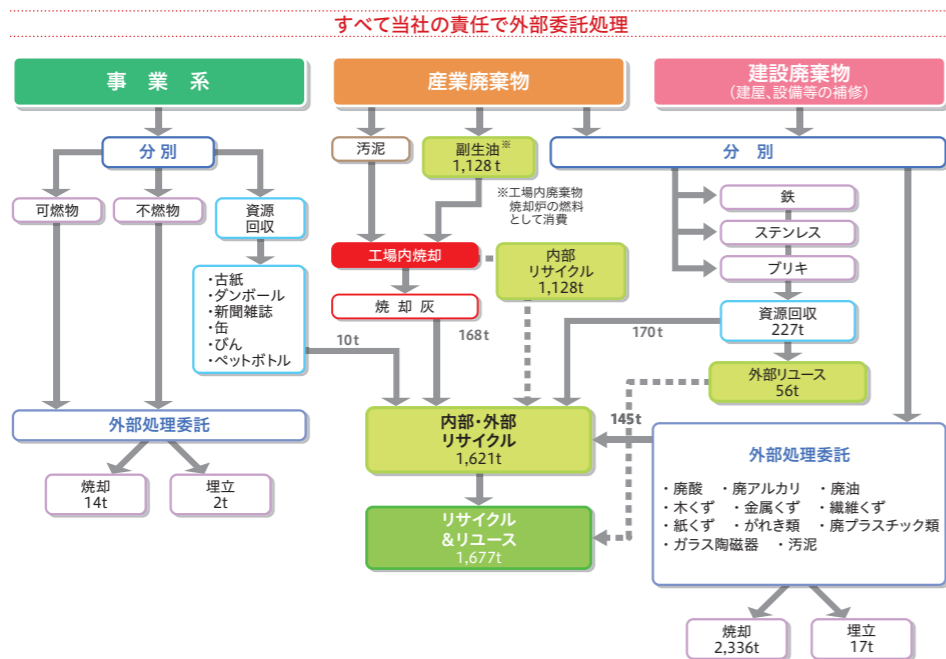 すべて当社の責任で外部委託処理
事業系
産業廃棄物
建設廃棄物
(建屋、設備等の補修)
分別
汚泥
副生油※
1,128t
分別
可燃物
不燃物
資源
回収
※工場内廃棄物
焼却炉の燃料
として消費
鉄
ステンレス
ブリキ
工場内焼却
内部
リサイクル
1,128t
焼却灰
・古紙
・ダンボール
・新聞雑誌
・缶
・びん
・ペットボトル
10t
168t
170t
資源回収
227t
外部リユース
56t
外部処理委託
内部・外部
リサイクル
1,621t
145t
外部処理委託
・廃酸 ・廃アルカリ ・廃油
・木くず ・金属くず ・繊維くず
・紙くず ・がれき類 ・廃プラスチック類
・ガラス陶磁器 ・汚泥
焼却
14t
埋立
2t
リサイクル
&リユース
1,677t
焼却
2,336t
埋立
17t